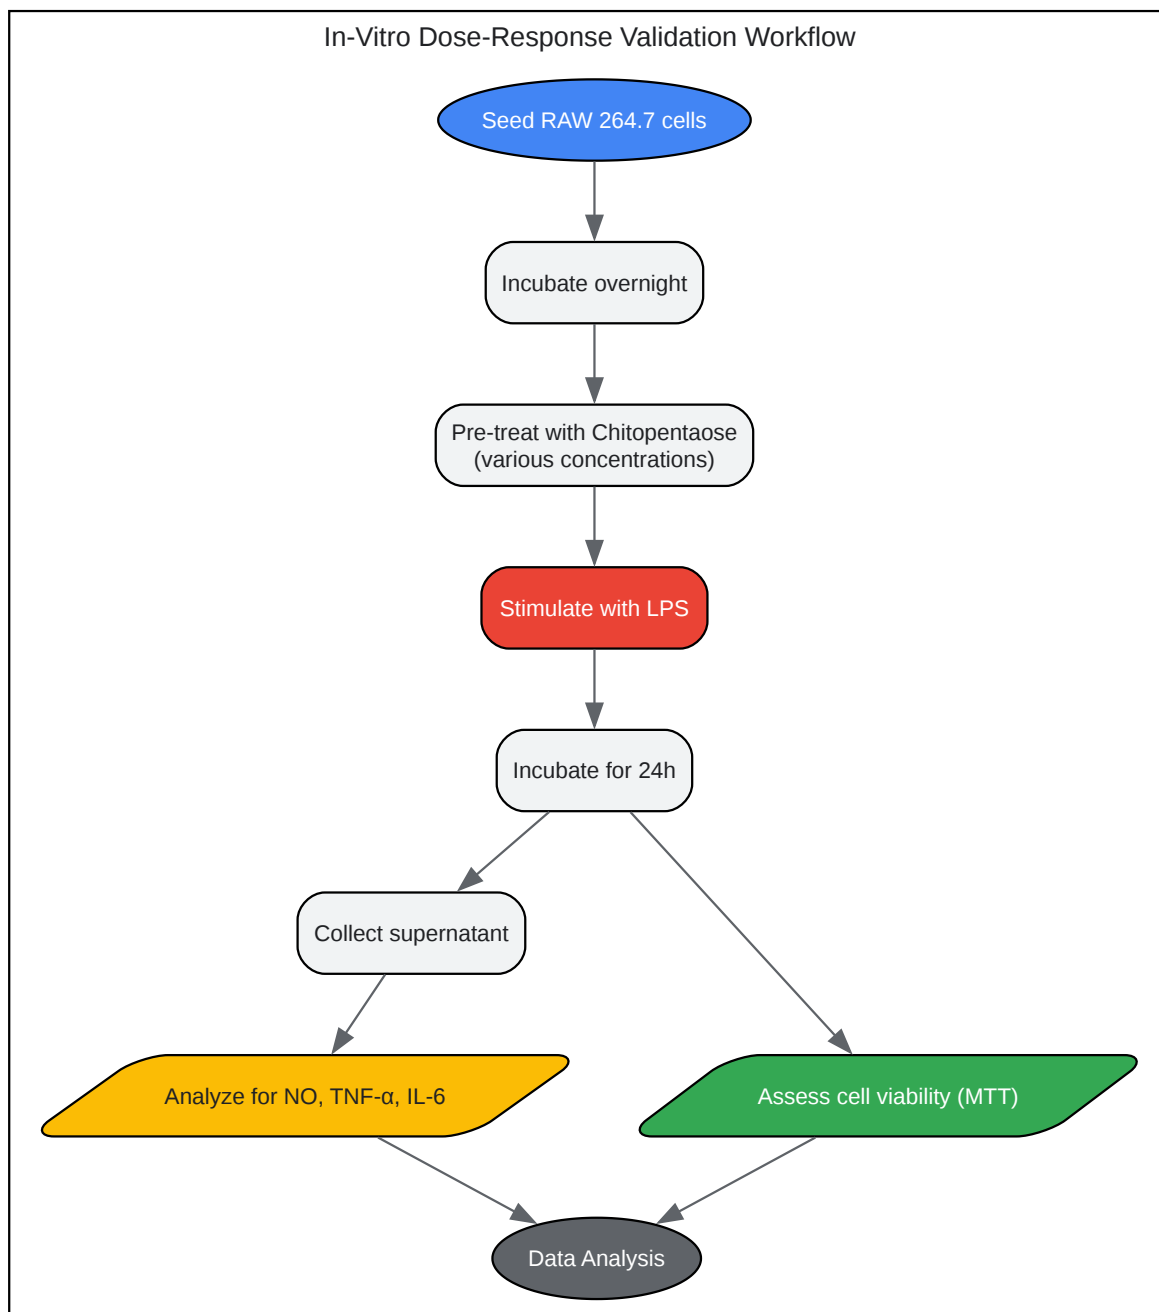 In-Vitro Dose-Response Validation Workflow
Seed RAW 264.7 cells
Incubate overnight
Pre-treat with Chitopentaose
(various concentrations)
Stimulate with LPS
Incubate for 24h
Collect supernatant
Analyze for NO, TNF-α, IL-6
Assess cell viability (MTT)
Data Analysis